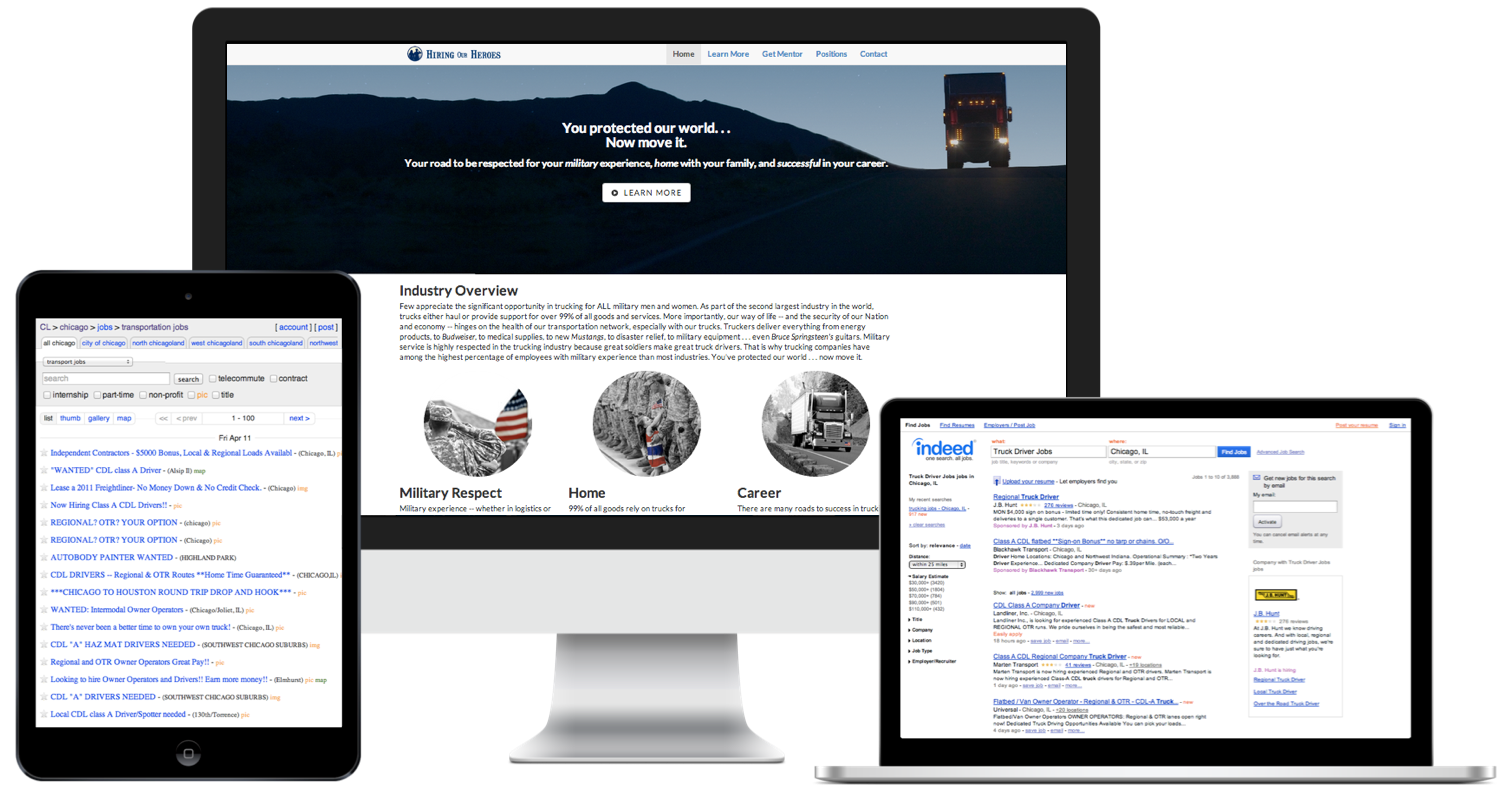 HIRING OUR HEROES
Home Learn More Get Mentor Positions Contact
You protected our world. . .
Now move it.
Your road to be respected for your military experience, home with your family, and successful in your career.
LEARN MORE
Industry Overview
Few appreciate the significant opportunity in trucking for ALL military men and women. As part of the second largest industry in the world,
trucks either haul or provide support for over 99% of all goods and services. More importantly, our way of life -- and the security of our Nation
and economy -- hinges on the health of our transportation network, especially with our trucks. Truckers deliver everything from energy
products, to Budweiser, to medical supplies, to new Mustangs, to disaster relief, to military equipment . . . even Bruce Springsteen's guitars. Military
service is highly respected in the trucking industry because great soldiers make great truck drivers. That is why trucking companies have
among the highest percentage of employees with military experience than most industries. You've protected our world . . . now move it.
Military Respect
Military experience -- whether in logistics or
Home
99% of all goods rely on trucks for
Career
There are many roads to success in truck
CL > chicago > jobs > transportation jobs [ account ] [ post ]
all chicago city of chicago north chicagoland west chicagoland south chicagoland northwest
transport jobs
search search telecommute contract
internship part-time non-profit pic title
list thumb gallery map << < prev 1 - 100 next >
Fri Apr 11
Independent Contractors - $5000 Bonus, Local & Regional Loads Availabl - (Chicago, IL) p
"WANTED" CDL class A Driver - (Alsip Il) map
Lease a 2011 Freightliner- No Money Down & No Credit Check. - (Chicago) img
Now Hiring Class A CDL Drivers!! - pic
REGIONAL? OTR? YOUR OPTION - (chicago) pic
REGIONAL? OTR? YOUR OPTION - (Chicago) pic
AUTOBODY PAINTER WANTED - (HIGHLAND PARK)
CDL DRIVERS -- Regional & OTR Routes **Home Time Guaranteed** - (CHICAGO,IL)
***CHICAGO TO HOUSTON ROUND TRIP DROP AND HOOK*** - pic
WANTED: Intermodal Owner Operators - (Chicago/Joliet, IL) pic
There's never been a better time to own your own truck! - (Chicago, IL) pic
CDL "A" HAZ MAT DRIVERS NEEDED - (SOUTHWEST CHICAGO SUBURBS) img
Regional and OTR Owner Operators Great Pay!! - pic
Looking to hire Owner Operators and Drivers!! Earn more money!! - (Elmhurst) pic map
CDL "A" DRIVERS NEEDED - (SOUTHWEST CHICAGO SUBURBS) img
Local CDL class A Driver/Spotter needed - (130th/Torrence) pic
Find Jobs Find Resumes Employers / Post Job Post your resume Sign in
indeed
one search. all jobs.
what: where:
Truck Driver Jobs Chicago, IL Find Jobs Advanced Job Search
job title, keywords or company city, state, or zip
Truck Driver Jobs jobs in
Chicago, IL
My recent searches
trucking jobs - Chicago, IL -
917 new
» clear searches
Sort by: relevance - date
Distance:
within 25 miles
Salary Estimate
$30,000+ (3420)
$50,000+ (1804)
$70,000+ (784)
$90,000+ (501)
$110,000+ (432)
Title
Company
Location
Job Type
Employer/Recruiter
Upload your resume - Let employers find you
Jobs 1 to 10 of 3,886
Regional Truck Driver
J.B. Hunt 276 reviews - Chicago, IL
MON $4,000 sign on bonus - limited time only! Consistent home time, no-touch freight and
deliveries to a single customer. That's what this dedicated job can... $53,000 a year
Sponsored by J.B. Hunt - 3 days ago
Class A CDL flatbed **Sign-on Bonus** no tarp or chains. G/O...
Blackhawk Transport - Chicago, IL
Driver Home Locations: Chicago and Northwest Indiana. Operational Summary : "Two Years
Driver Experience... Dedicated Company Driver Pay: $.39per Mile. (each...
Sponsored by Blackhawk Transport - 30+ days ago
Show: all jobs - 2,998 new jobs
CDL Class A Company Driver - new
Landliner, Inc. - Chicago, IL
Landliner Inc., is looking for experienced Class A CDL Truck Drivers for LOCAL and
REGIONAL OTR runs. We pride ourselves in being the safest and most reliable...
Easily apply
18 hours ago - save job - email - more...
Class A CDL Regional Company Truck Driver - new
Marten Transport 41 reviews - Chicago, IL - +19 locations
Marten Transport is now hiring experienced Regional and OTR drivers. Marten Transport is
now hiring experienced Class-A CDL truck drivers for Regional and OTR...
1 day ago - save job - email - more...
Flatbed / Van Owner Operator - Regional & OTR - CDL-A Truck... - new
Universal - Chicago, IL - +20 locations
Flatbed/Van Owner Operators OWNER OPERATORS: Regional & OTR lanes open right
now! Dedicated Truck Driving Opportunities Available You can pick your loads...
4 days ago - save job - email - more...
Get new jobs for this search
by email
My email:
Activate
You can cancel email alerts at any
time.
Company with Truck Driver Jobs
jobs
J.B. HUNT
J.B. Hunt
276 reviews
At J.B. Hunt we know driving
careers. And with local, regional
and dedicated driving jobs, we're
sure to have just what you're
looking for.
J.B. Hunt is hiring
Regional Truck Driver
Local Truck Driver
Over the Road Truck Driver